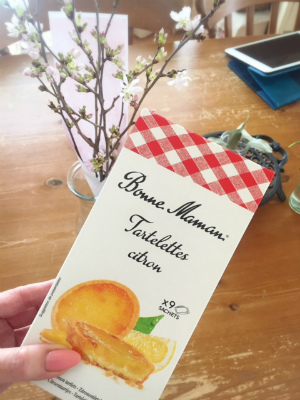 Bonne Maman®
Tartelettes
citron
x9
SACHETS